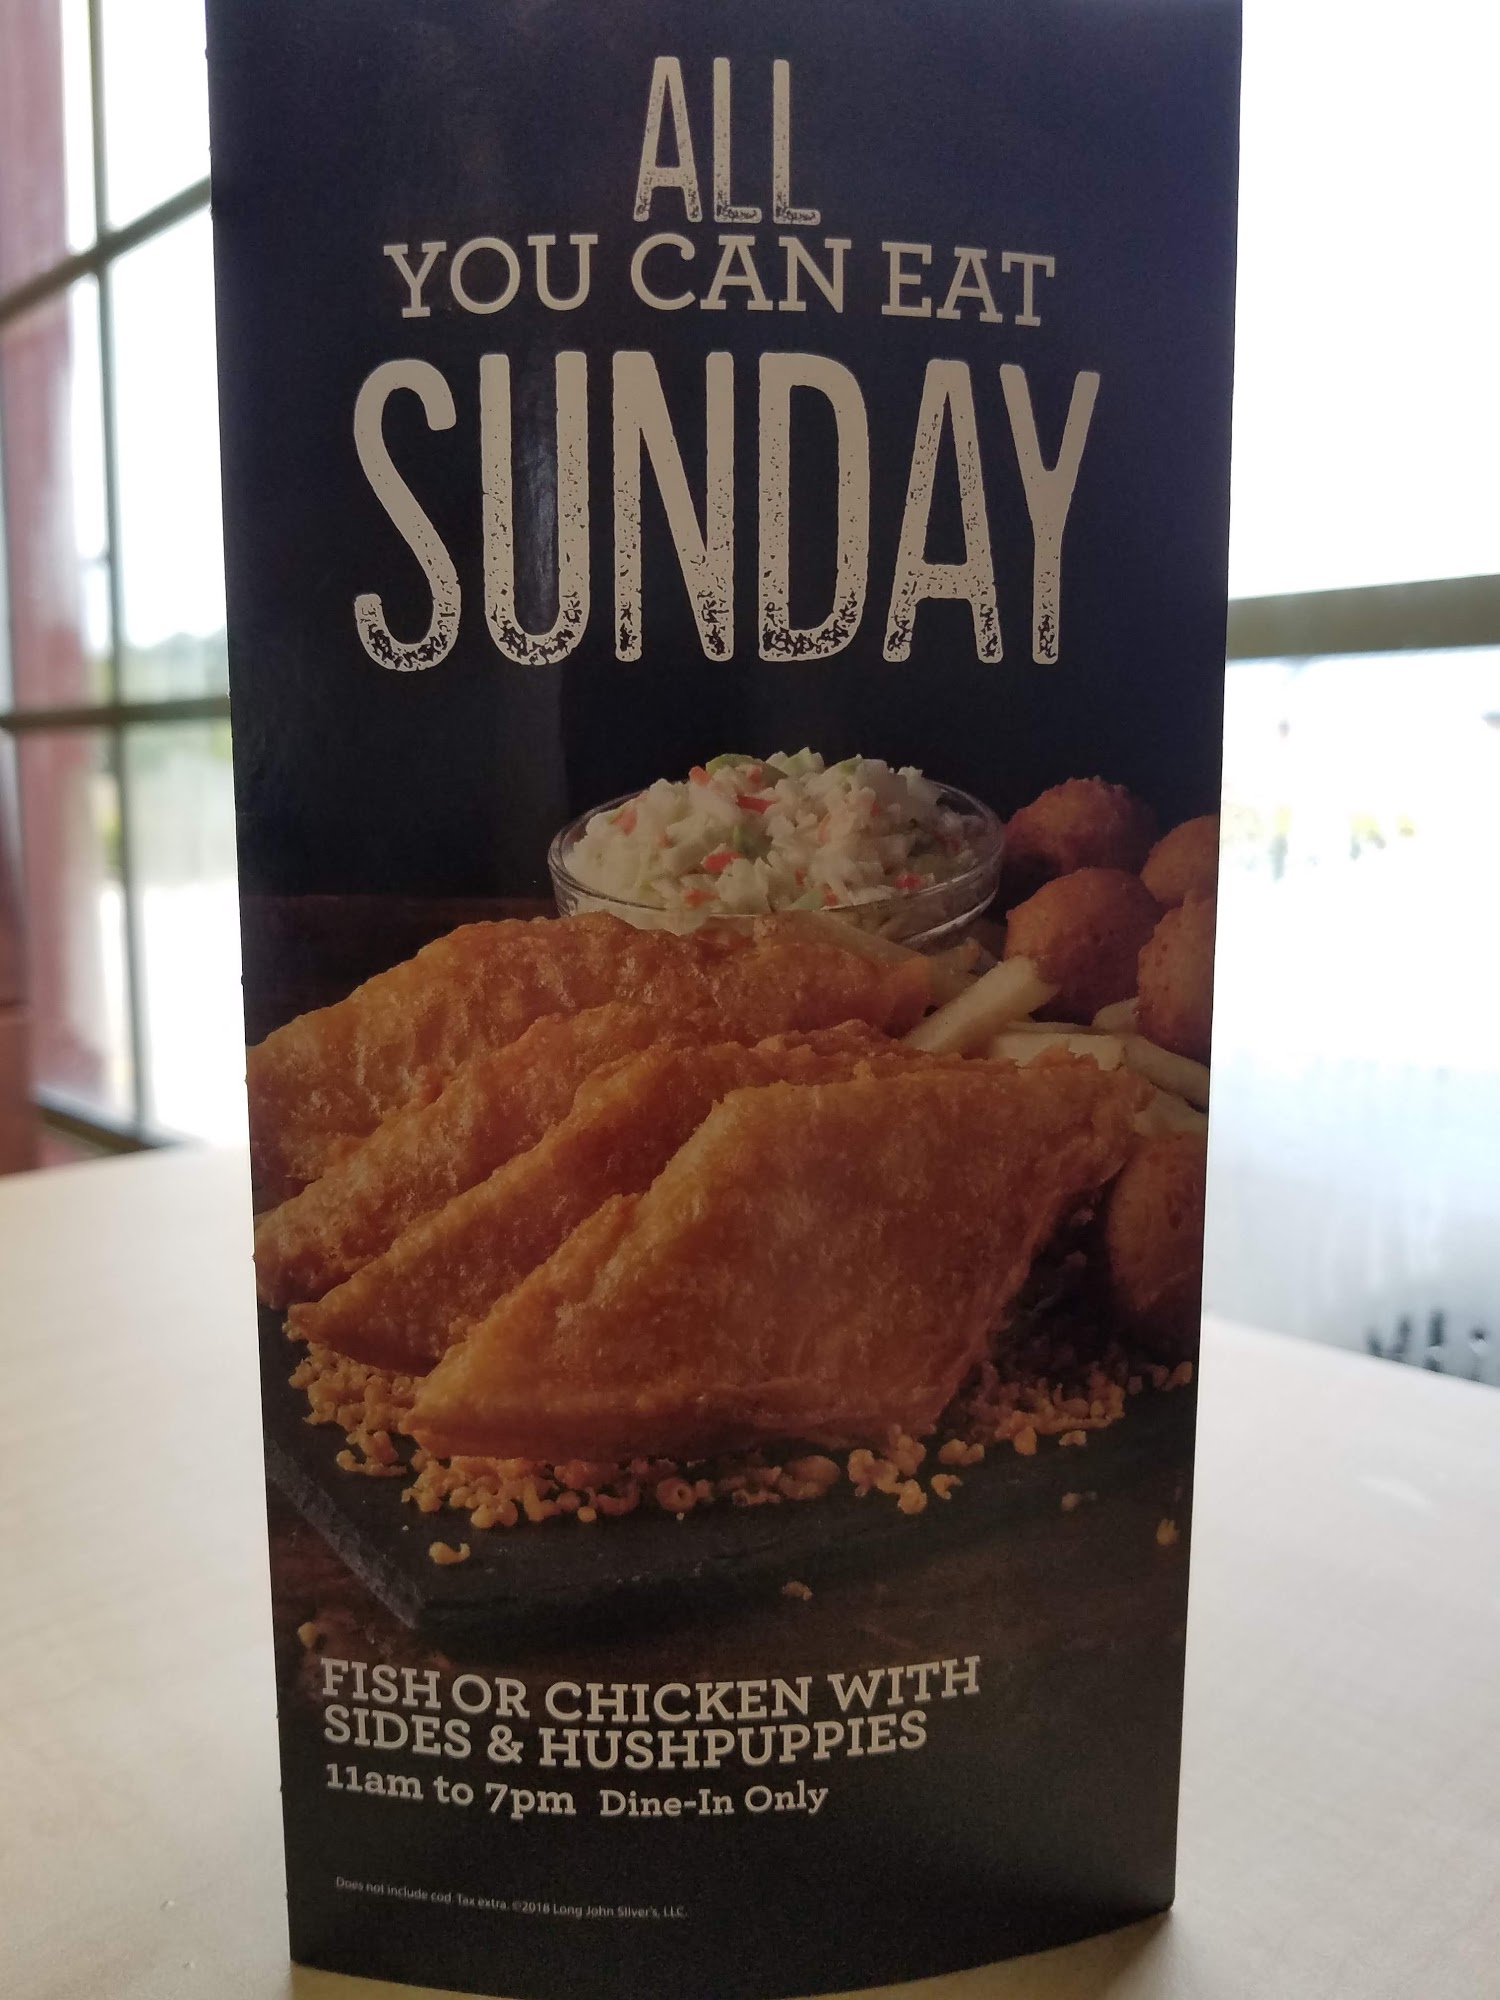 ALL
YOU CAN EAT
SUNDAY
FISH OR CHICKEN WITH
SIDES & HUSHPUPPIES
11am to 7pm Dine-In Only
Does not include cod. Tax extra. ©2018 Long John Silver's, LLC.